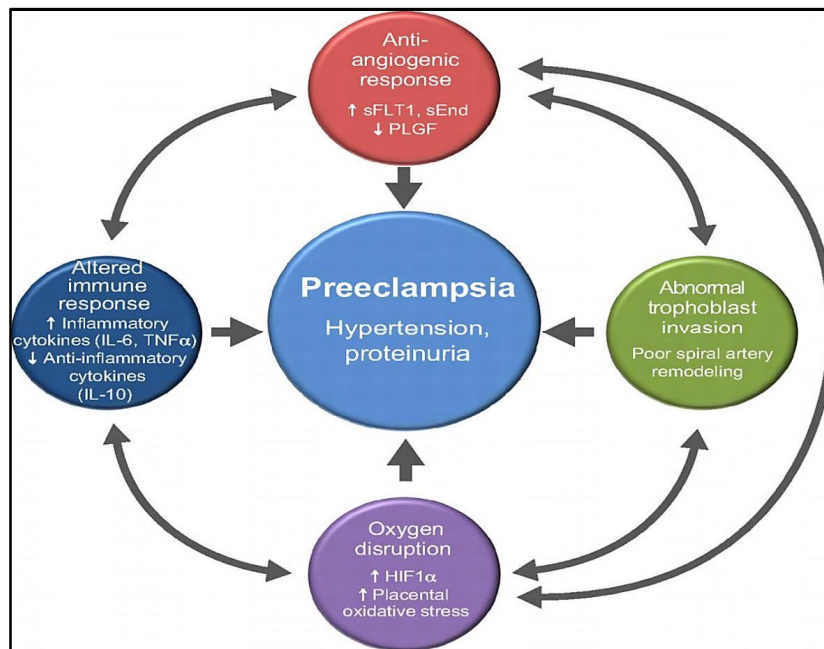 Anti-
angiogenic
response
↑ sFLT1, sEnd
↓ PLGF
Altered
immune
response
↑ Inflammatory
cytokines (IL-6, TNFα)
↓ Anti-inflammatory
cytokines
(IL-10)
Preeclampsia
Hypertension,
proteinuria
Abnormal
trophoblast
invasion
Poor spiral artery
remodeling
Oxygen
disruption
↑ HIF1α
↑ Placental
oxidative stress